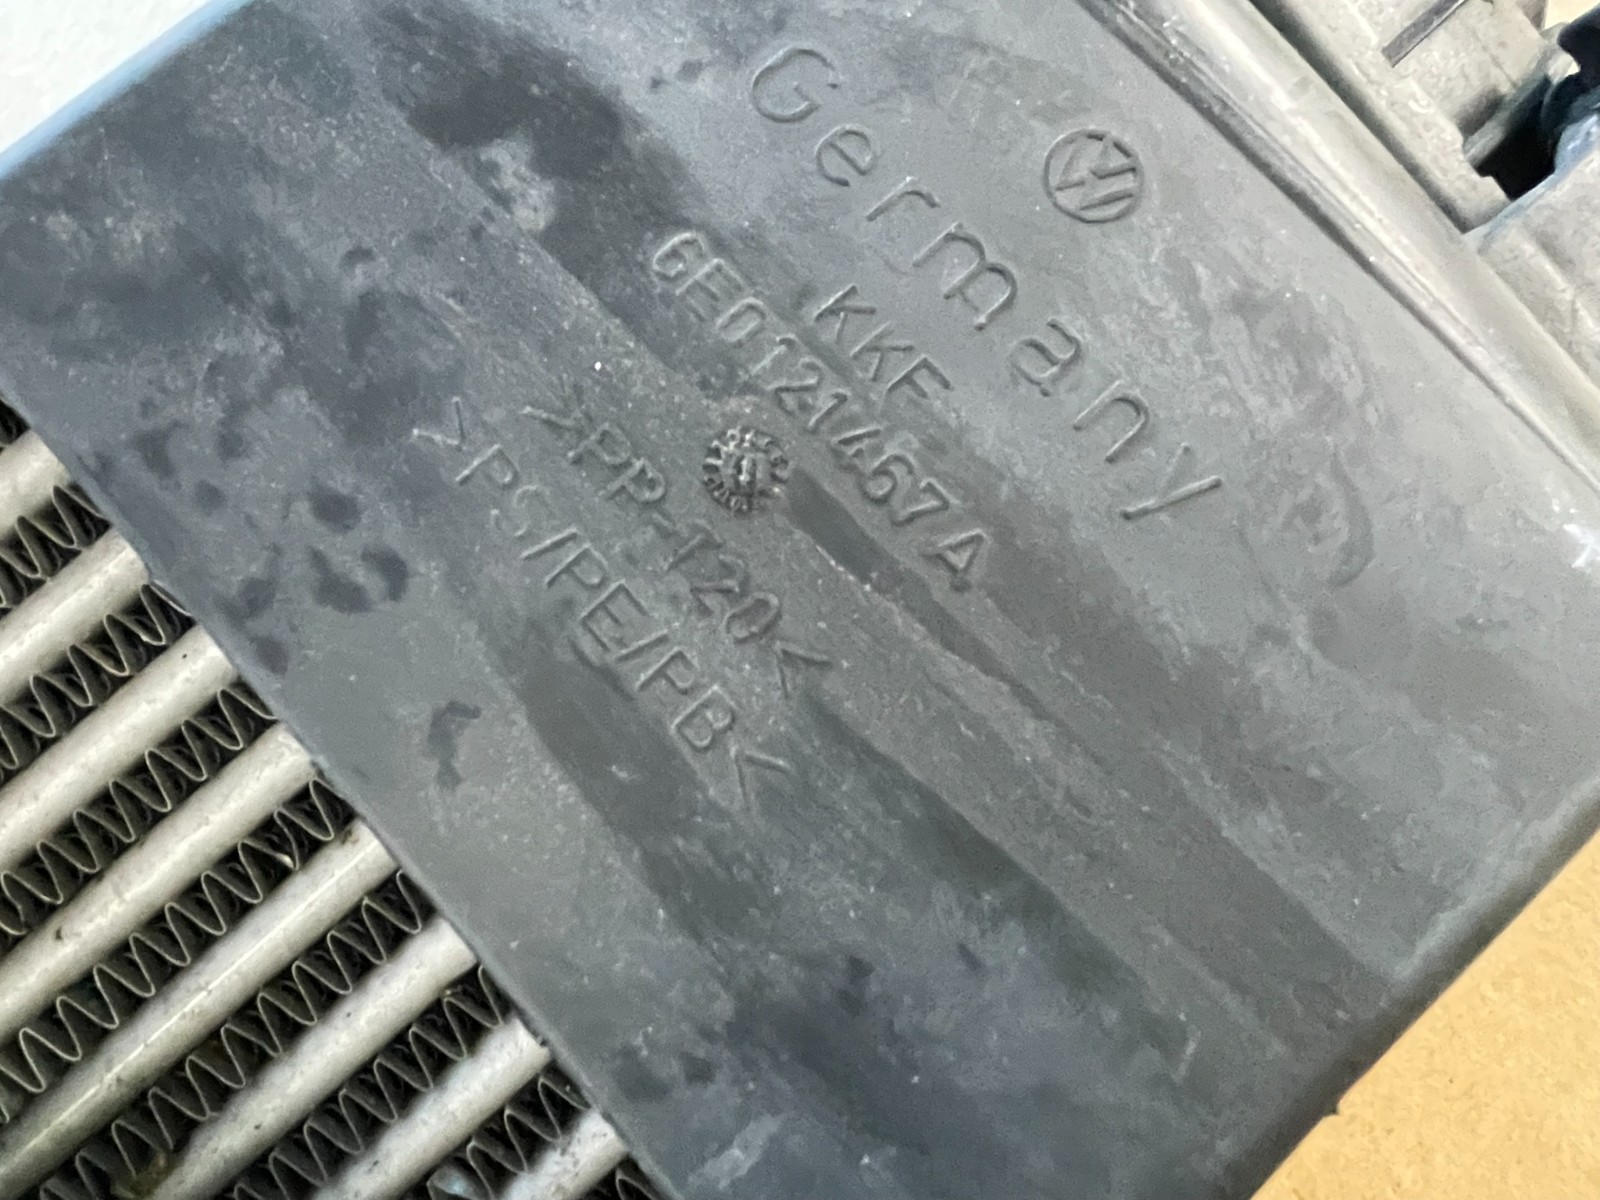 Germany
KKF
6E0121467A
>PP-T20<
>PS/PE/PB<